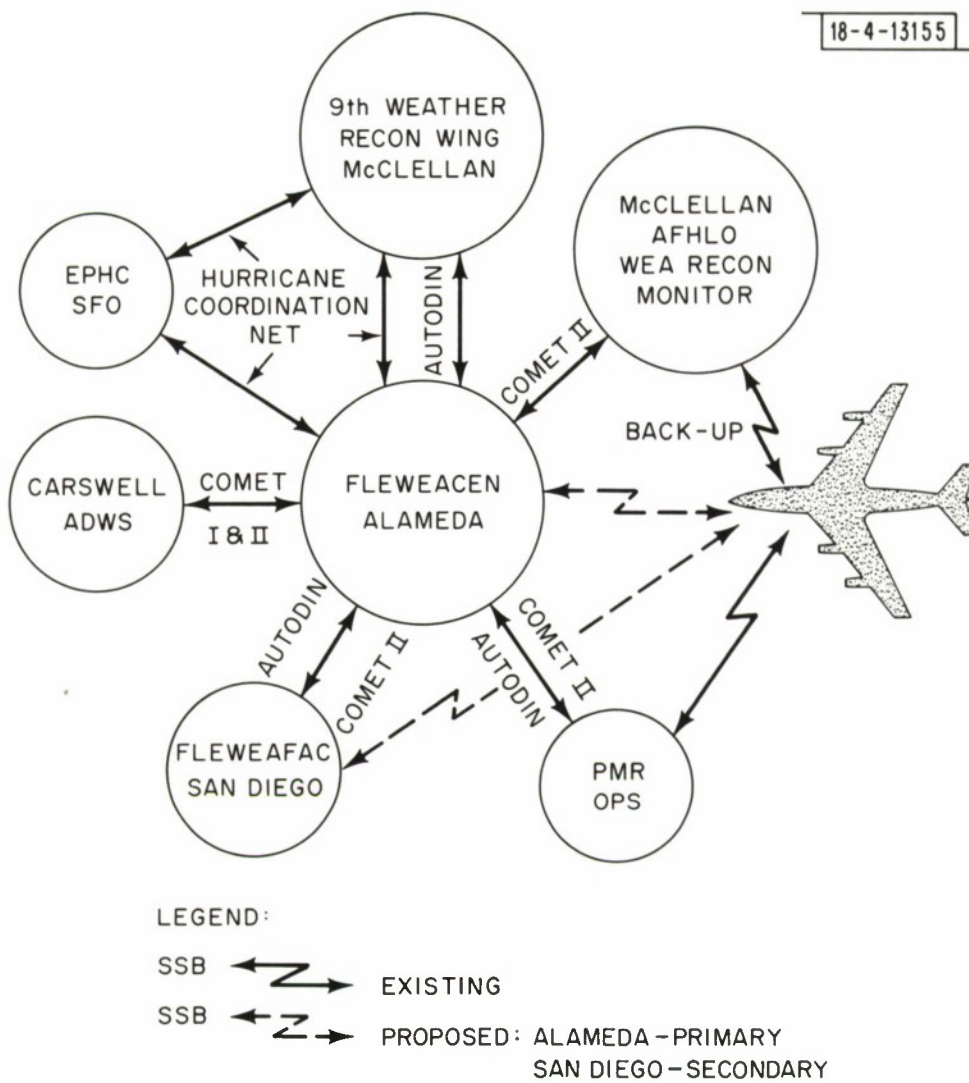 18-4-13155
9th WEATHER
RECON WING
McCLELLAN
McCLELLAN
AFHLO
WEA RECON
MONITOR
EPHC
SFO
HURRICANE
COORDINATION
NET
AUTODIN
COMET II
BACK-UP
CARSWELL
ADWS
COMET
I & II
FLEWEACEN
ALAMEDA
AUTODIN
COMET II
COMET II
AUTODIN
FLEWEAFAC
SAN DIEGO
PMR
OPS
LEGEND:
SSB EXISTING
SSB PROPOSED: ALAMEDA-PRIMARY
SAN DIEGO-SECONDARY